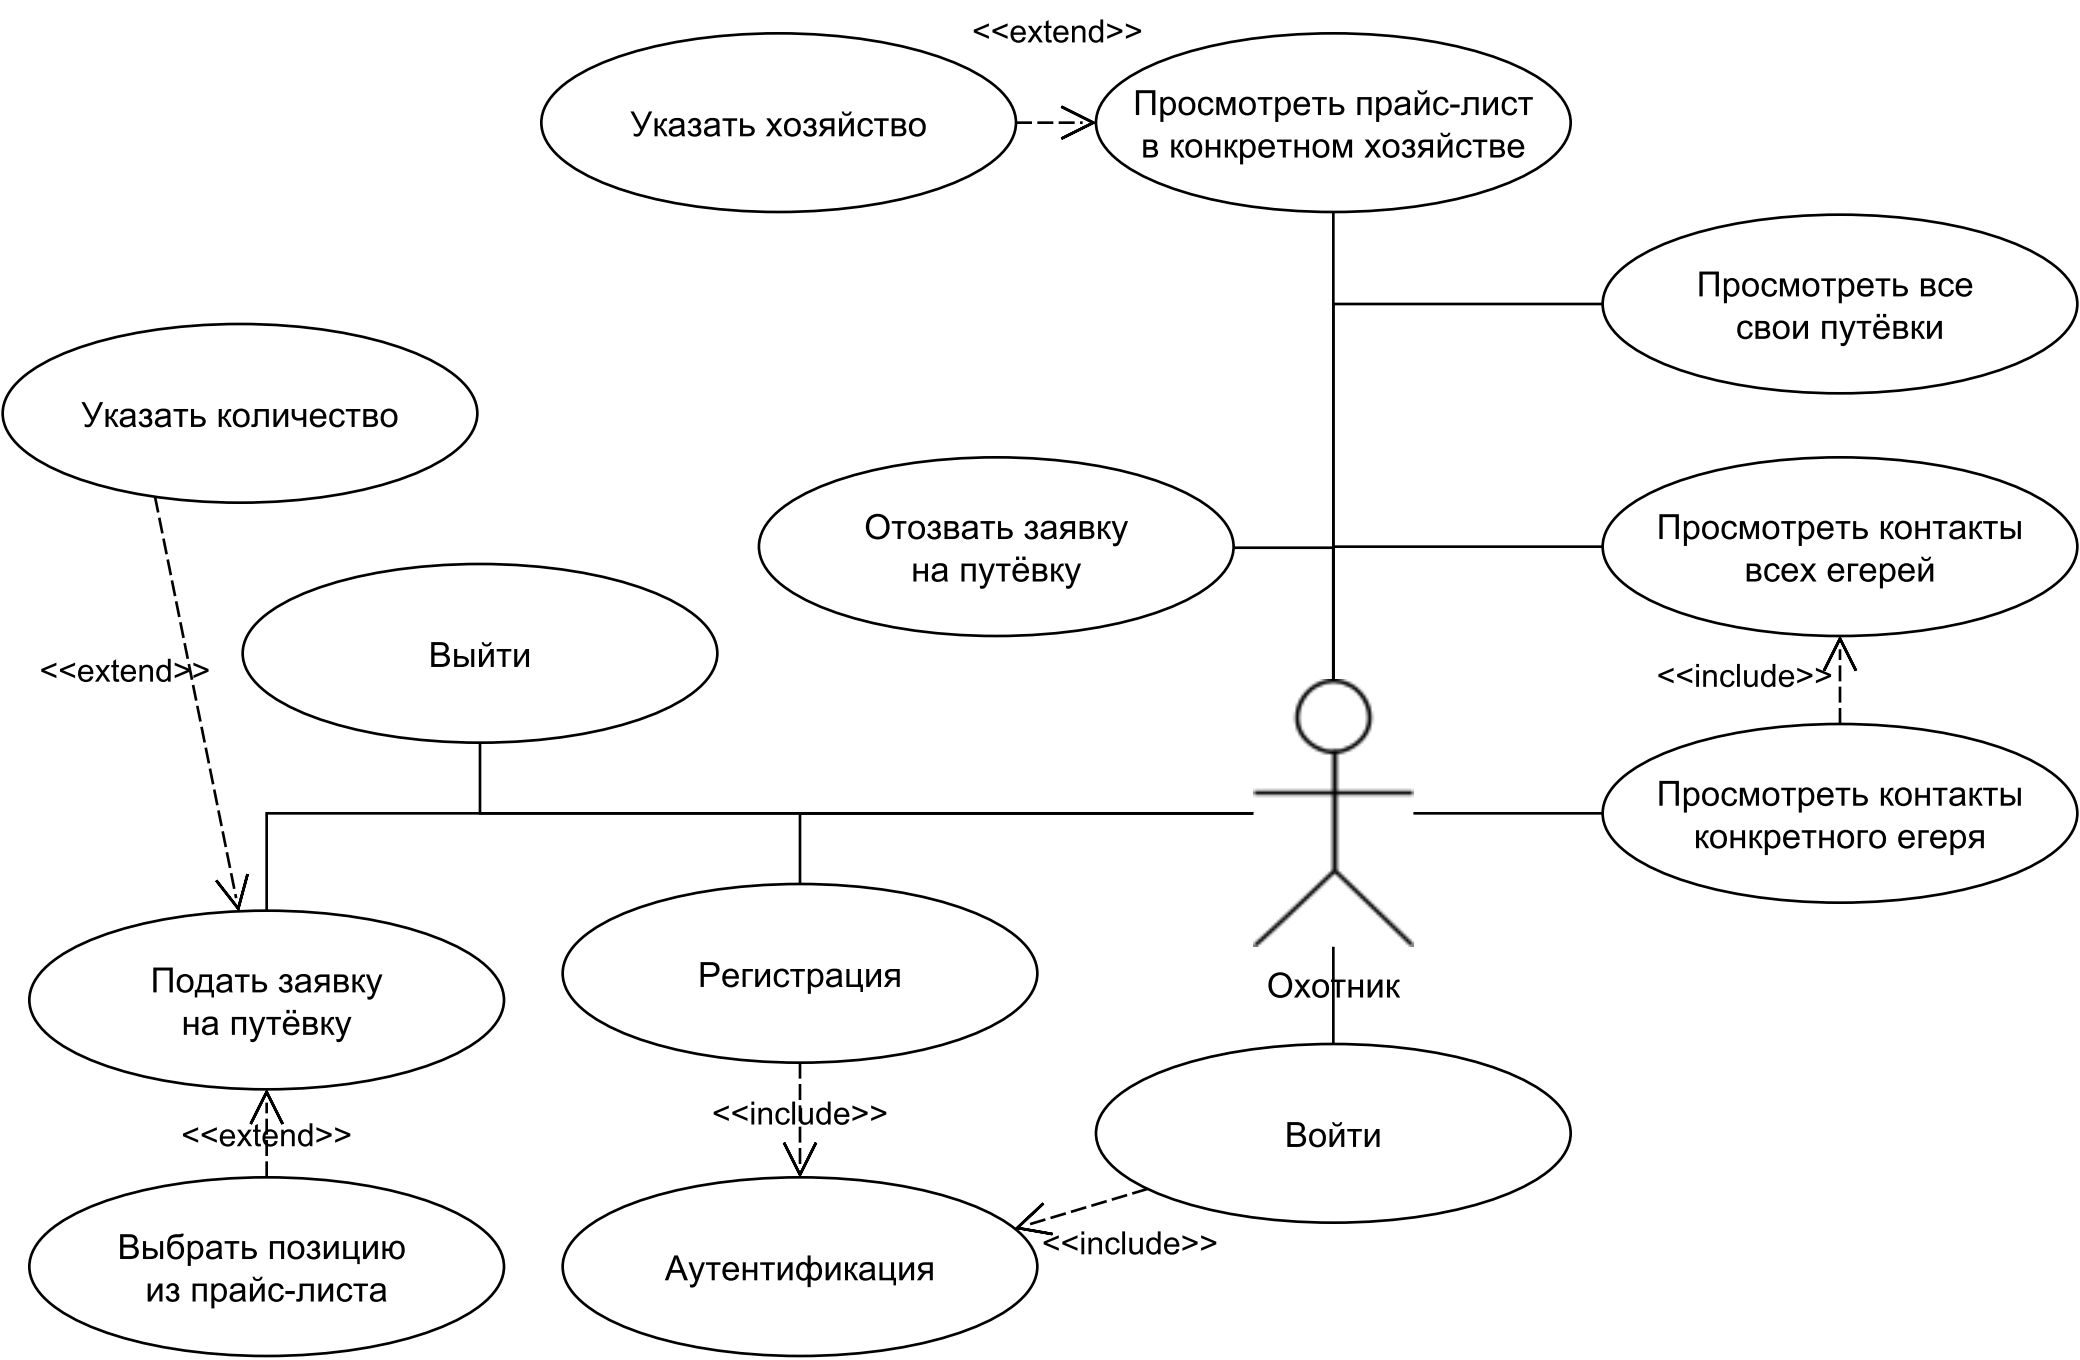 <<extend>>
Указать хозяйство
Просмотреть прайс-лист
в конкретном хозяйстве
Просмотреть все
свои путёвки
Указать количество
Отозвать заявку
на путёвку
Просмотреть контакты
всех егерей
Выйти
<<extend>>
<<include>>
Просмотреть контакты
конкретного егеря
Подать заявку
на путёвку
Регистрация
Охотник
<<extend>>
<<include>>
Войти
Выбрать позицию
из прайс-листа
Аутентификация
<<include>>